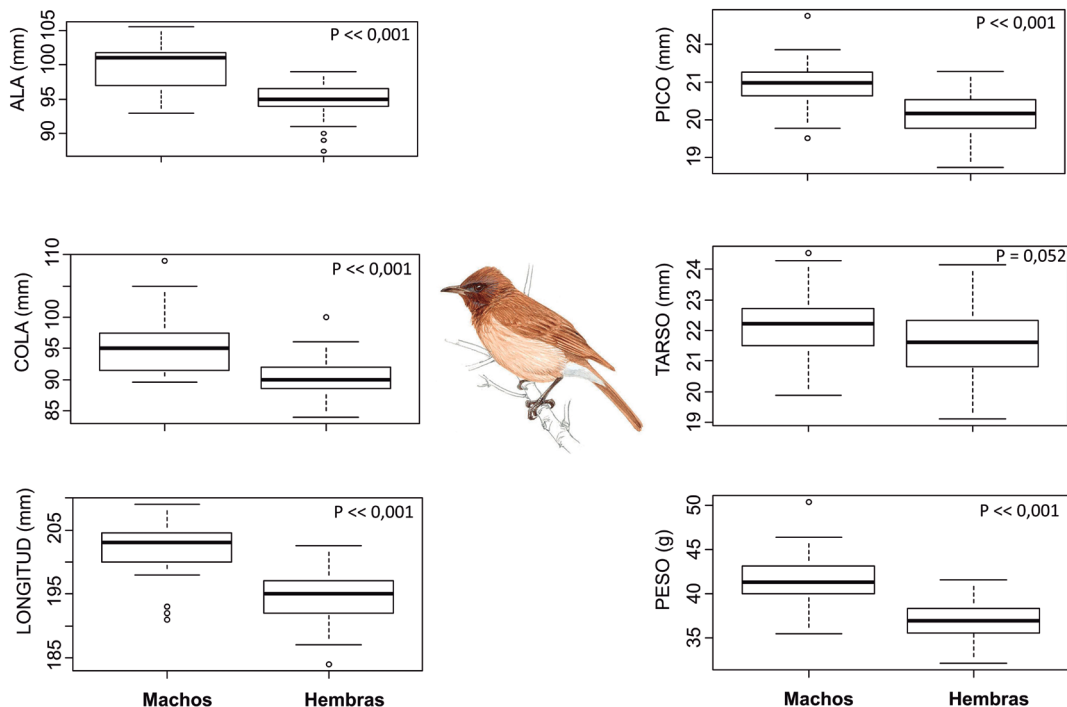 ALA (mm)
105
100
95
90
P << 0,001
PICO (mm)
22
21
20
19
P << 0,001
COLA (mm)
110
100
95
90
85
P << 0,001
TARSO (mm)
24
23
22
21
20
19
P = 0,052
LONGITUD (mm)
205
195
185
P << 0,001
PESO (g)
50
45
40
35
P << 0,001
Machos
Hembras
Machos
Hembras